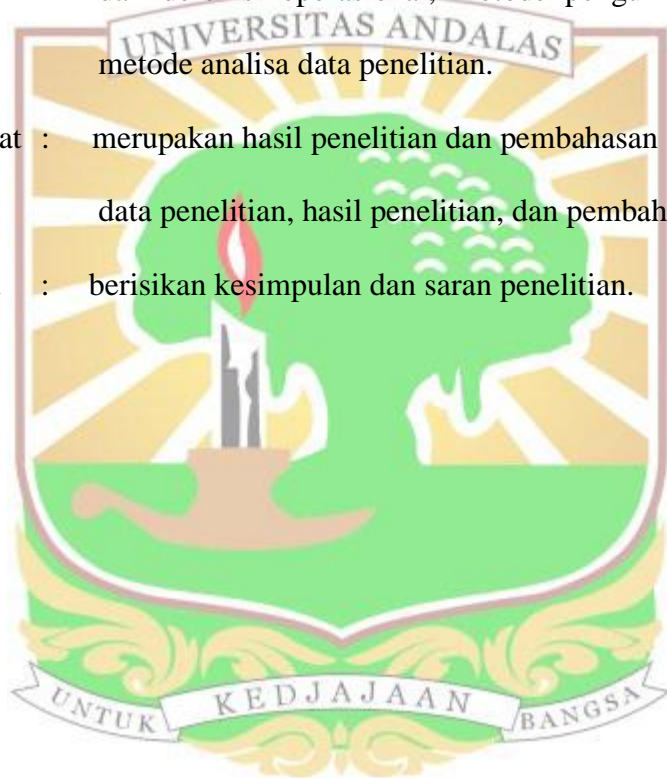 UNIVERSITAS ANDALAS
metode analisa data penelitian.
at : merupakan hasil penelitian dan pembahasan
data penelitian, hasil penelitian, dan pembah
: berisikan kesimpulan dan saran penelitian.
UNTUK KEDJAJAAN BANGSA